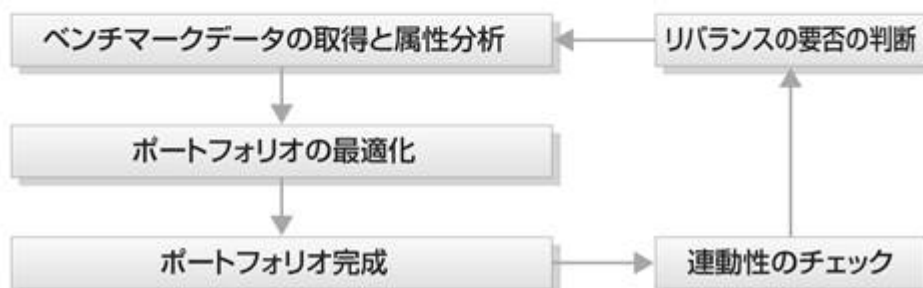 ベンチマークデータの取得と属性分析
リバランスの要否の判断
ポートフォリオの最適化
ポートフォリオ完成
連動性のチェック